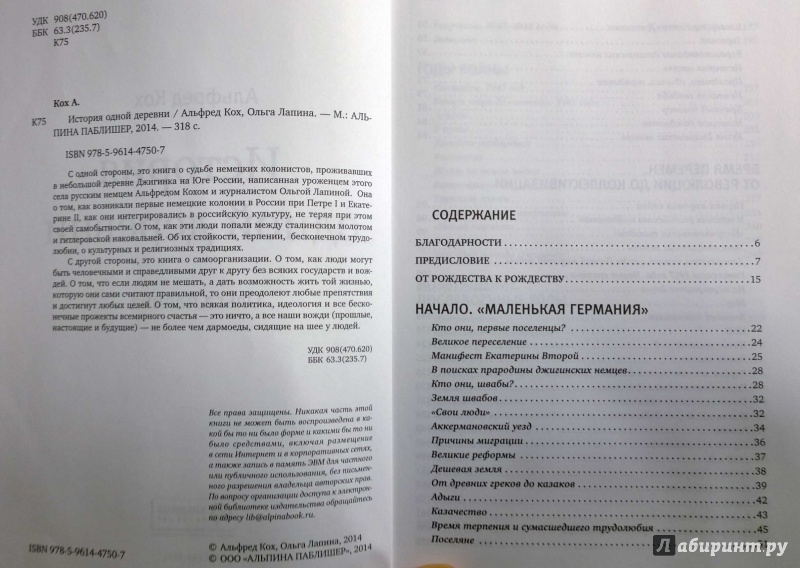 УДК 908(470.620)
ББК 63.3(235.7)
К75
Кох А.
К75 История одной деревни / Альфред Кох, Ольга Лапина. — М.: АЛЬ-
ПИНА ПАБЛИШЕР, 2014. — 318 с.
ISBN 978-5-9614-4750-7
С одной стороны, это книга о судьбе немецких колонистов, проживавших
в небольшой деревне Джигинка на Юге России, написанная уроженцем этого
села русским немцем Альфредом Кохом и журналистом Ольгой Лапиной. Она
о том, как возникали первые немецкие колонии в России при Петре I и Екате-
рине II, как они интегрировались в российскую культуру, не теряя при этом
своей самобытности. О том, как эти люди попали между сталинским молотом
и гитлеровской наковальней. Об их стойкости, терпении, бесконечном трудо-
любии, о культурных и религиозных традициях.
С другой стороны, это книга о самоорганизации. О том, как люди могут
быть человечными и справедливыми друг к другу без всяких государств и вож-
дей. О том, что если людям не мешать, а дать возможность жить той жизнью,
которую они сами считают правильной, то они преодолеют любые препятствия
и достигнут любых целей. О том, что всякая политика, идеология и все беско-
нечные прожекты всемирного счастья — это ничто, а все наши вожди (прошлые,
настоящие и будущие) — не более чем дармоеды, сидящие на шее у людей.
УДК 908(470.620)
ББК 63.3(235.7)
Все права защищены. Никакая часть этой
книги не может быть воспроизведена в ка-
кой бы то ни было форме и какими бы то ни
было средствами, включая размещение
в сети Интернет и в корпоративных сетях,
а также запись в память ЭВМ для частного
или публичного использования, без письмен-
ного разрешения владельца авторских прав.
По вопросу организации доступа к электрон-
ной библиотеке издательства обращайтесь
по адресу lib@alpinabook.ru.
© Альфред Кох, Ольга Лапина, 2014
© ООО «АЛЬПИНА ПАБЛИШЕР», 2014
ISBN 978-5-9614-4750-7
СОДЕРЖАНИЕ
БЛАГОДАРНОСТИ 6
ПРЕДИСЛОВИЕ 7
ОТ РОЖДЕСТВА К РОЖДЕСТВУ 15
НАЧАЛО. «МАЛЕНЬКАЯ ГЕРМАНИЯ»
Кто они, первые поселенцы? 22
Великое переселение 24
Манифест Екатерины Второй 25
В поисках прародины джигинских немцев 28
Кто они, швабы? 28
Земля швабов 32
«Свои люди» 32
Аккермановский уезд 34
Причины миграции 36
Великие реформы 37
Дешевая земля 38
От древних греков до казаков 39
Адыги 42
Казачество 43
Время терпения и сумасшедшего трудолюбия 45
Поселяне 51
Лабиринт.ру